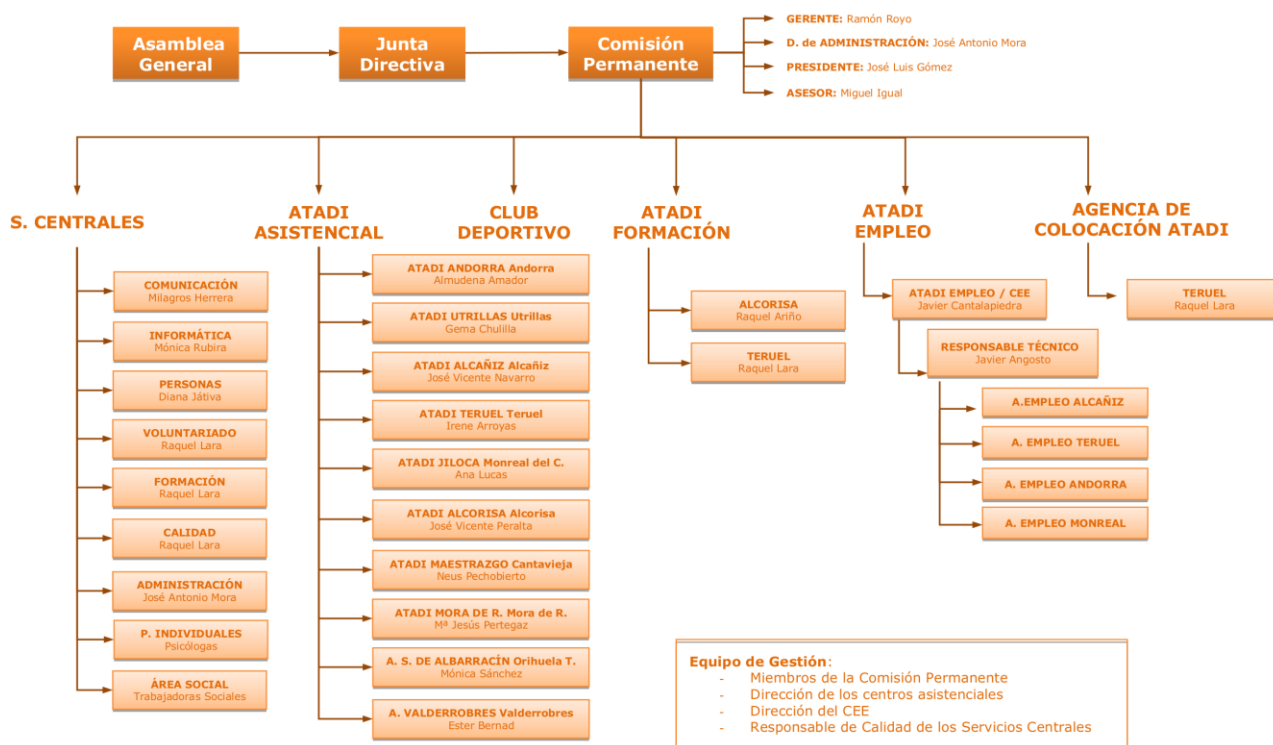 Asamblea
General
Junta
Directiva
Comisión
Permanente
GERENTE: Ramón Royo
D. de ADMINISTRACIÓN: José Antonio Mora
PRESIDENTE: José Luis Gómez
ASESOR: Miguel Igual
S. CENTRALES
COMUNICACIÓN
Milagros Herrera
INFORMÁTICA
Mónica Rubira
PERSONAS
Diana Játiva
VOLUNTARIADO
Raquel Lara
FORMACIÓN
Raquel Lara
CALIDAD
Raquel Lara
ADMINISTRACIÓN
José Antonio Mora
P. INDIVIDUALES
Psicólogas
ÁREA SOCIAL
Trabajadoras Sociales
ATADI
ASISTENCIAL
CLUB
DEPORTIVO
ATADI ANDORRA Andorra
Almudena Amador
ATADI UTRILLAS Utrillas
Gema Chulilla
ATADI ALCAÑIZ Alcañiz
José Vicente Navarro
ATADI TERUEL Teruel
Irene Arroyas
ATADI JILOCA Monreal del C.
Ana Lucas
ATADI ALCORISA Alcorisa
José Vicente Peralta
ATADI MAESTRAZGO Cantavieja
Neus Pechobierto
ATADI MORA DE R. Mora de R.
Mª Jesús Pertegaz
A. S. DE ALBARRACÍN Orihuela T.
Mónica Sánchez
A. VALDERROBRES Valderrobres
Ester Bernad
ATADI
FORMACIÓN
ALCORISA
Raquel Ariño
TERUEL
Raquel Lara
ATADI
EMPLEO
ATADI EMPLEO / CEE
Javier Cantalapiedra
RESPONSABLE TÉCNICO
Javier Angosto
A.EMPLEO ALCAÑIZ
A. EMPLEO TERUEL
A. EMPLEO ANDORRA
A. EMPLEO MONREAL
AGENCIA DE
COLOCACIÓN ATADI
TERUEL
Raquel Lara
Equipo de Gestión:
- Miembros de la Comisión Permanente
- Dirección de los centros asistenciales
- Dirección del CEE
- Responsable de Calidad de los Servicios Centrales